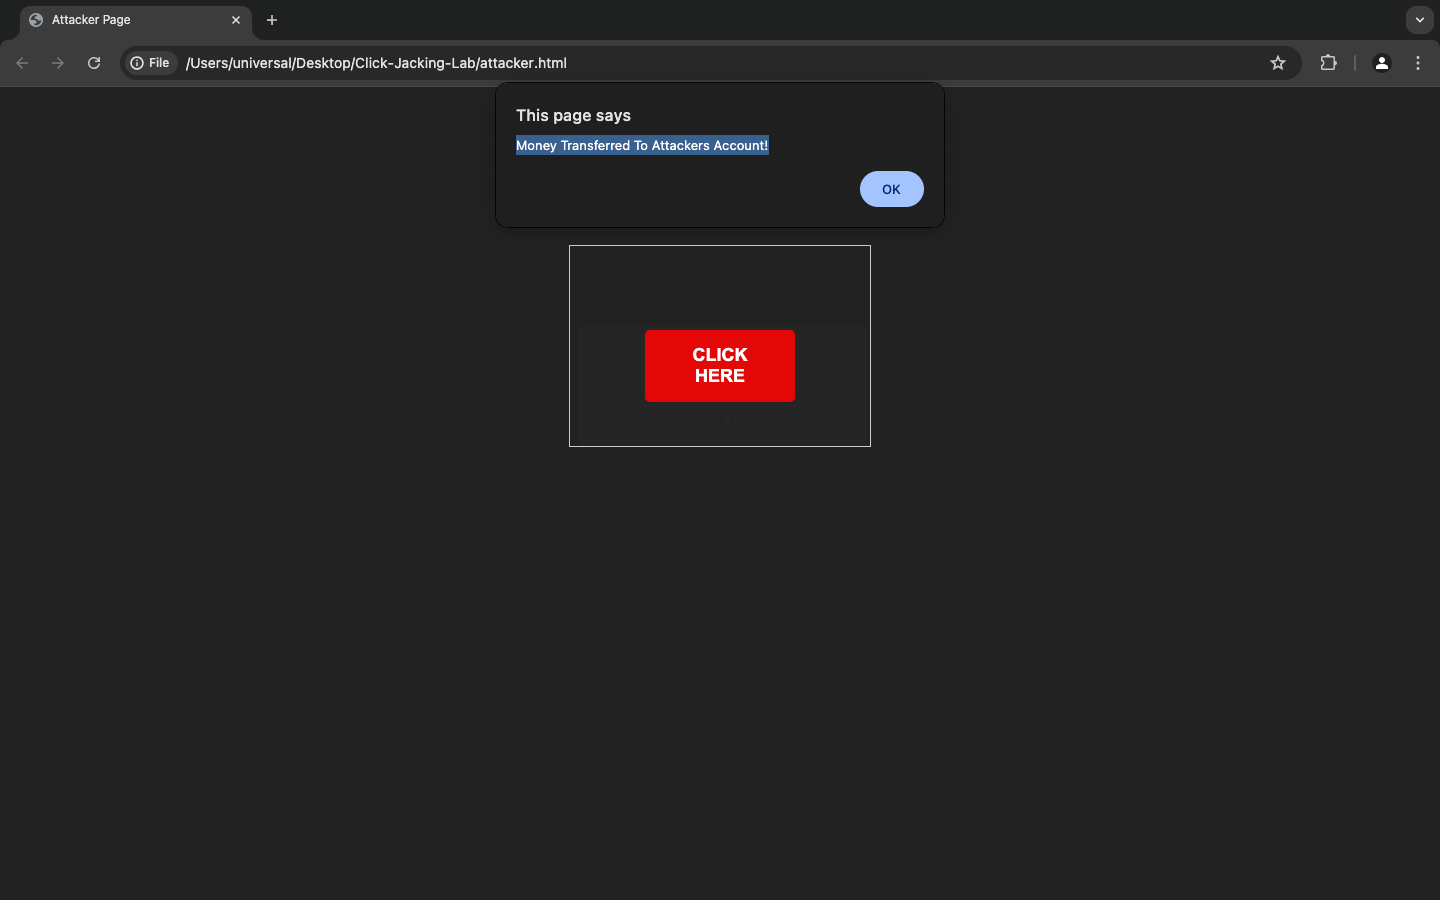 Attacker Page
File
/Users/universal/Desktop/Click-Jacking-Lab/attacker.html
This page says
Money Transferred To Attackers Account!
OK
CLICK
HERE